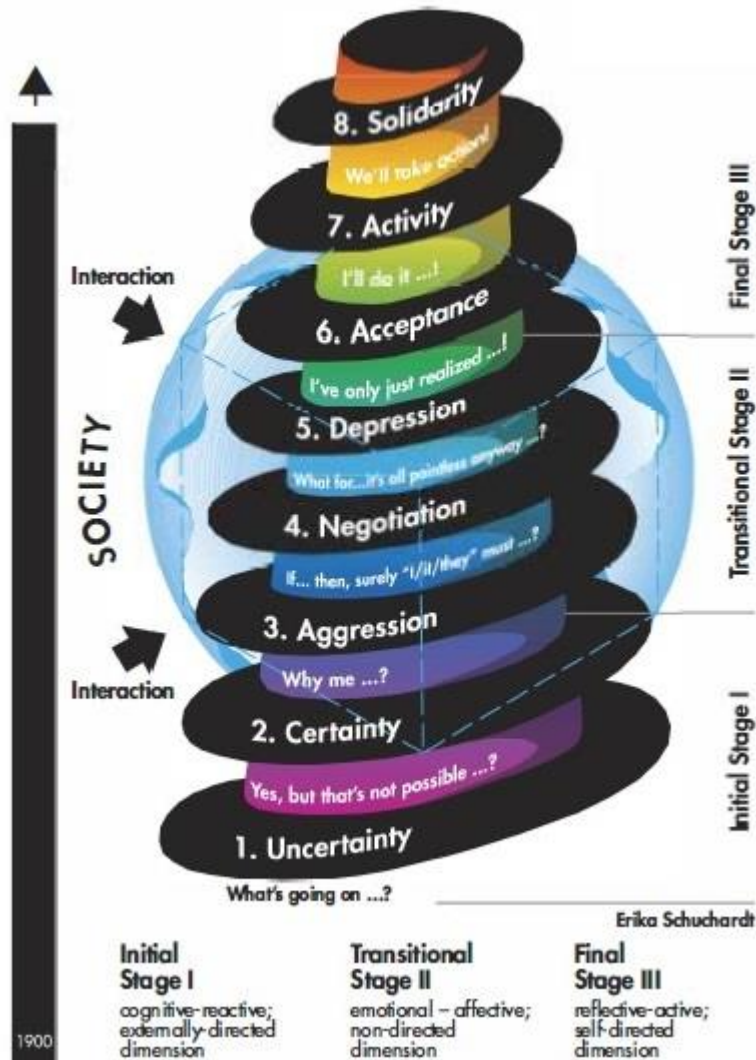 8. Solidarity
We'll take action!
7. Activity
I'll do it ...!
6. Acceptance
I've only just realized ...!
5. Depression
What for...it's all pointless anyway ...?
4. Negotiation
If... then, surely "I/it/they" must ...?
3. Aggression
Why me ...?
2. Certainty
Yes, but that's not possible ...?
1. Uncertainty
What's going on ...?
Interaction
SOCIETY
Interaction
Final Stage III
Transitional Stage II
Initial Stage I
Erika Schuchardt
1900
Initial
Stage I
cognitive-reactive;
externally-directed
dimension
Transitional
Stage II
emotional – affective;
non-directed
dimension
Final
Stage III
reflective-active;
self-directed
dimension